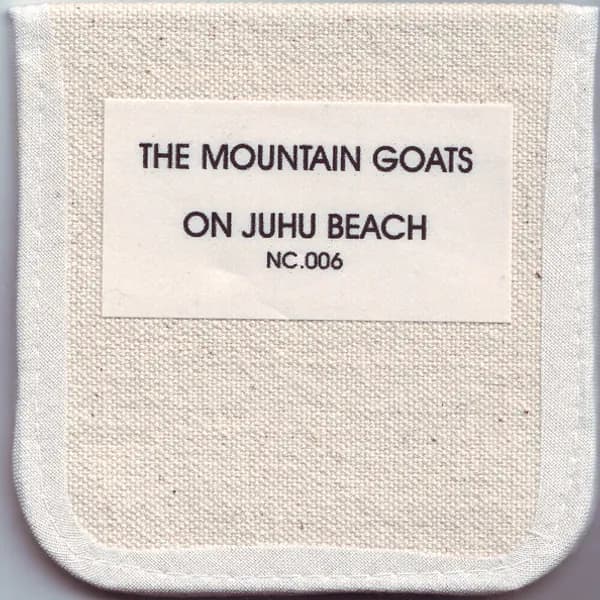 THE MOUNTAIN GOATS
ON JUHU BEACH
NC.006